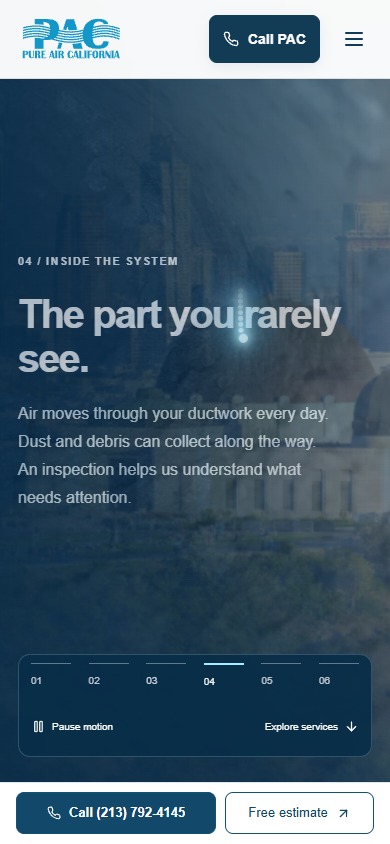 PAC
PURE AIR CALIFORNIA
Call PAC
04 / INSIDE THE SYSTEM
The part you rarely
see.
Air moves through your ductwork every day.
Dust and debris can collect along the way.
An inspection helps us understand what
needs attention.
01 02 03 04 05 06
Pause motion
Explore services
Call (213) 792-4145
Free estimate